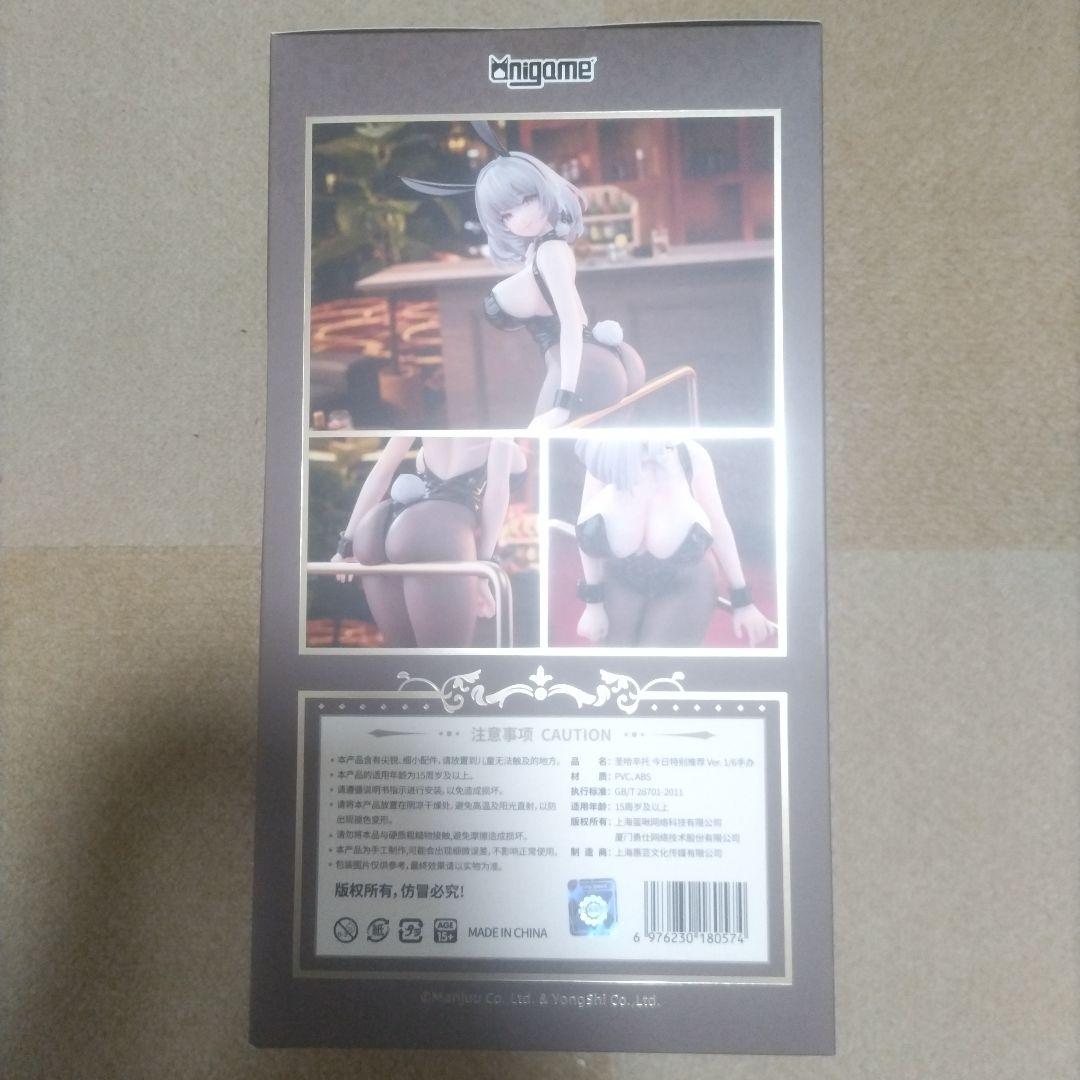 Onigame
注意事项 CAUTION
• 本产品含有尖锐、细小配件,请放置到儿童无法触及的地方。
• 本产品的适用年龄为15周岁及以上。
• 请遵循说明书指示进行安装,以免造成损坏。
• 请将本产品放置在阴凉干燥处,避免高温及阳光直射,以防
出现褪色变形。
• 请勿将本品与硬质粗糙物接触,避免摩擦造成损坏。
• 本产品为手工制作,可能会出现细微误差,不影响正常使用。
• 包装图片仅供参考,最终效果请以实物为准。
版权所有,仿冒必究!
品 名: 圣哈辛托 今日特别推荐 Ver. 1/6手办
材 质: PVC、ABS
执行标准: GB/T 28701-2011
适用年龄: 15周岁及以上
版权所有: 上海蛮啾网络科技有限公司
厦门勇仕网络技术股份有限公司
制 造 商: 上海惠蓝文化传媒有限公司
0-3
紙
プラ
AGE
15+
MADE IN CHINA
6 976230 180574
©Manjuu Co., Ltd. & YongShi Co., Ltd.